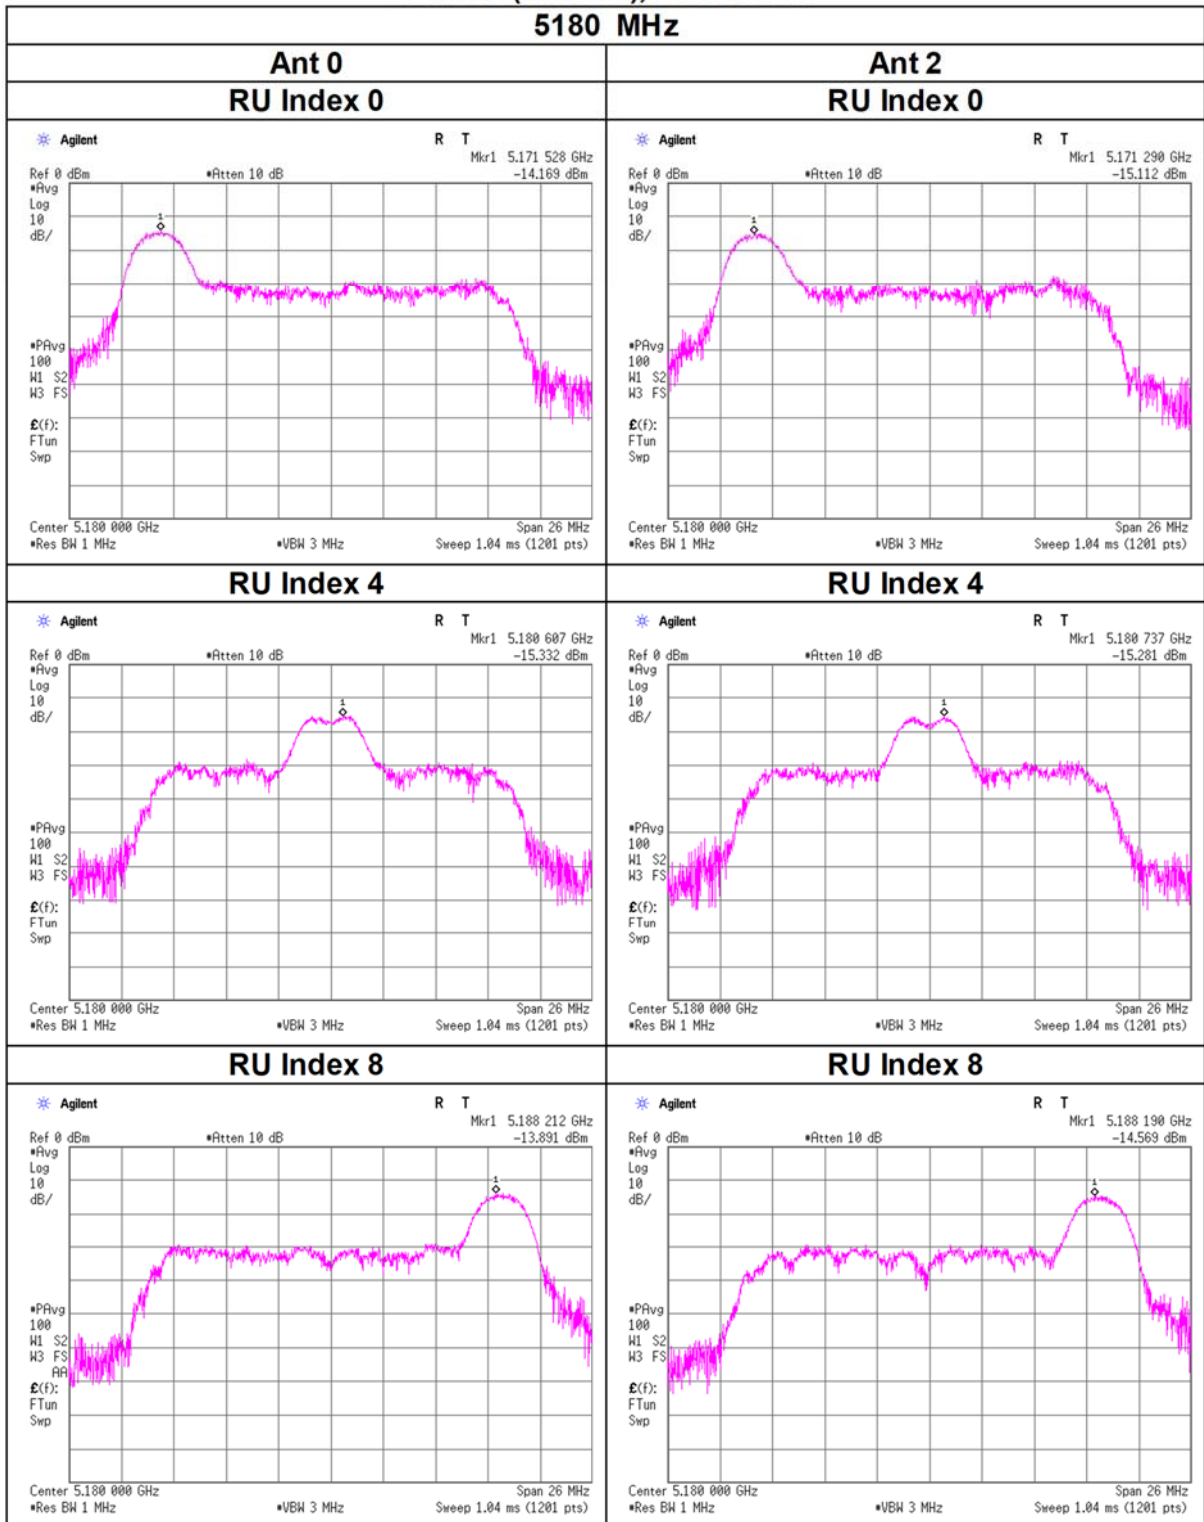 5180 MHz
Ant 0
Ant 2
RU Index 0
RU Index 0
Agilent
R T
Mkr1 5.171 528 GHz
Ref 0 dBm
#Atten 10 dB
-14.169 dBm
#Avg
Log
10
dB/
1
#PAvg
100
W1 S2
W3 FS
£(f):
FTun
Swp
Center 5.180 000 GHz
Span 26 MHz
#Res BW 1 MHz
#VBW 3 MHz
Sweep 1.04 ms (1201 pts)
Agilent
R T
Mkr1 5.171 290 GHz
Ref 0 dBm
#Atten 10 dB
-15.112 dBm
#Avg
Log
10
dB/
1
#PAvg
100
W1 S2
W3 FS
£(f):
FTun
Swp
Center 5.180 000 GHz
Span 26 MHz
#Res BW 1 MHz
#VBW 3 MHz
Sweep 1.04 ms (1201 pts)
RU Index 4
RU Index 4
Agilent
R T
Mkr1 5.180 607 GHz
Ref 0 dBm
#Atten 10 dB
-15.332 dBm
#Avg
Log
10
dB/
1
#PAvg
100
W1 S2
W3 FS
£(f):
FTun
Swp
Center 5.180 000 GHz
Span 26 MHz
#Res BW 1 MHz
#VBW 3 MHz
Sweep 1.04 ms (1201 pts)
Agilent
R T
Mkr1 5.180 737 GHz
Ref 0 dBm
#Atten 10 dB
-15.281 dBm
#Avg
Log
10
dB/
1
#PAvg
100
W1 S2
W3 FS
£(f):
FTun
Swp
Center 5.180 000 GHz
Span 26 MHz
#Res BW 1 MHz
#VBW 3 MHz
Sweep 1.04 ms (1201 pts)
RU Index 8
RU Index 8
Agilent
R T
Mkr1 5.188 212 GHz
Ref 0 dBm
#Atten 10 dB
-13.891 dBm
#Avg
Log
10
dB/
1
#PAvg
100
W1 S2
W3 FS
AA
£(f):
FTun
Swp
Center 5.180 000 GHz
Span 26 MHz
#Res BW 1 MHz
#VBW 3 MHz
Sweep 1.04 ms (1201 pts)
Agilent
R T
Mkr1 5.188 190 GHz
Ref 0 dBm
#Atten 10 dB
-14.569 dBm
#Avg
Log
10
dB/
1
#PAvg
100
W1 S2
W3 FS
£(f):
FTun
Swp
Center 5.180 000 GHz
Span 26 MHz
#Res BW 1 MHz
#VBW 3 MHz
Sweep 1.04 ms (1201 pts)